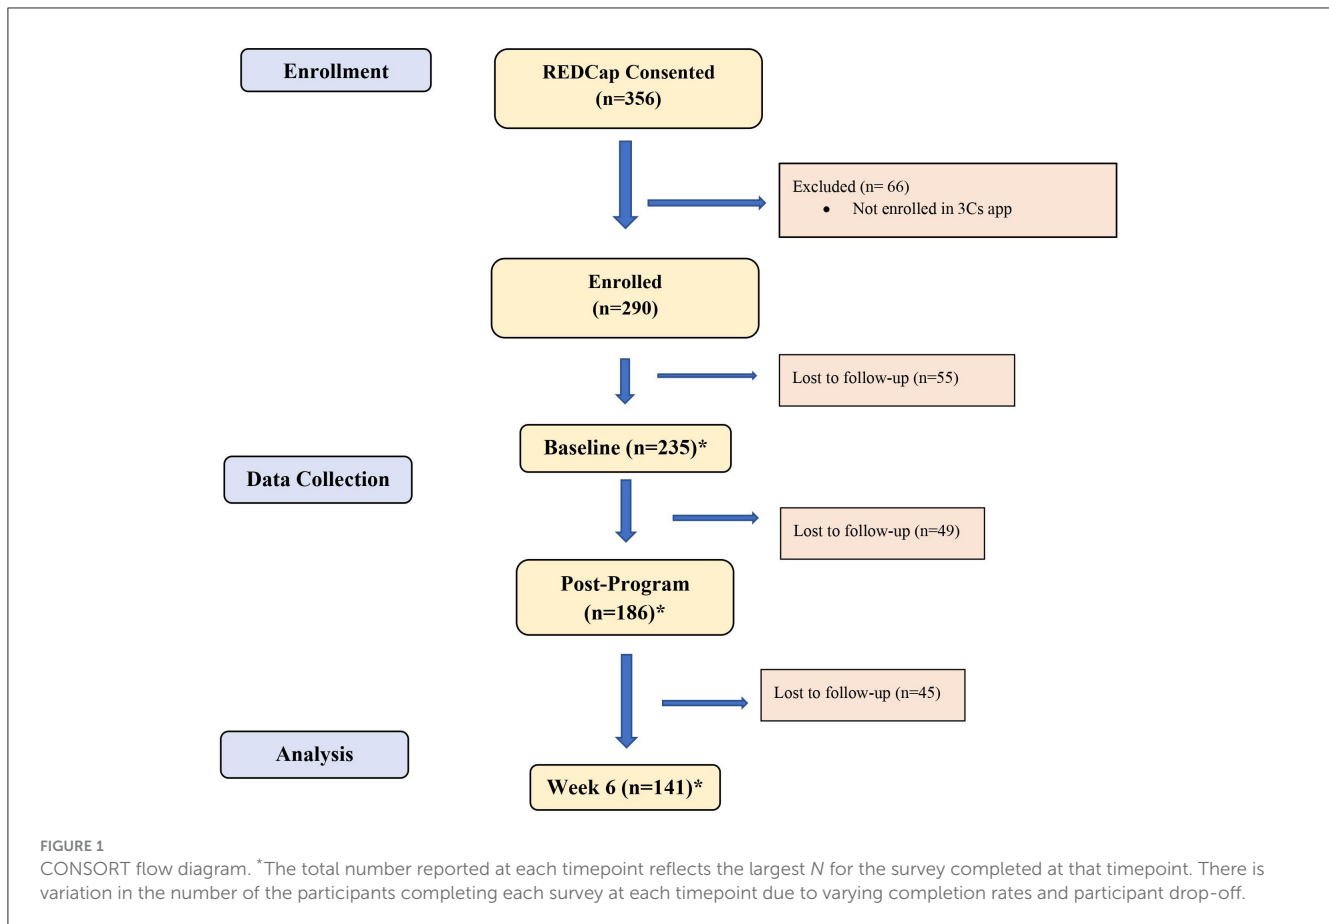 Enrollment
REDCap Consented
(n=356)
Excluded (n= 66)
• Not enrolled in 3Cs app
Enrolled
(n=290)
Lost to follow-up (n=55)
Baseline (n=235)*
Data Collection
Lost to follow-up (n=49)
Post-Program
(n=186)*
Lost to follow-up (n=45)
Analysis
Week 6 (n=141)*
FIGURE 1
CONSORT flow diagram. *The total number reported at each timepoint reflects the largest N for the survey completed at that timepoint. There is
variation in the number of the participants completing each survey at each timepoint due to varying completion rates and participant drop-off.